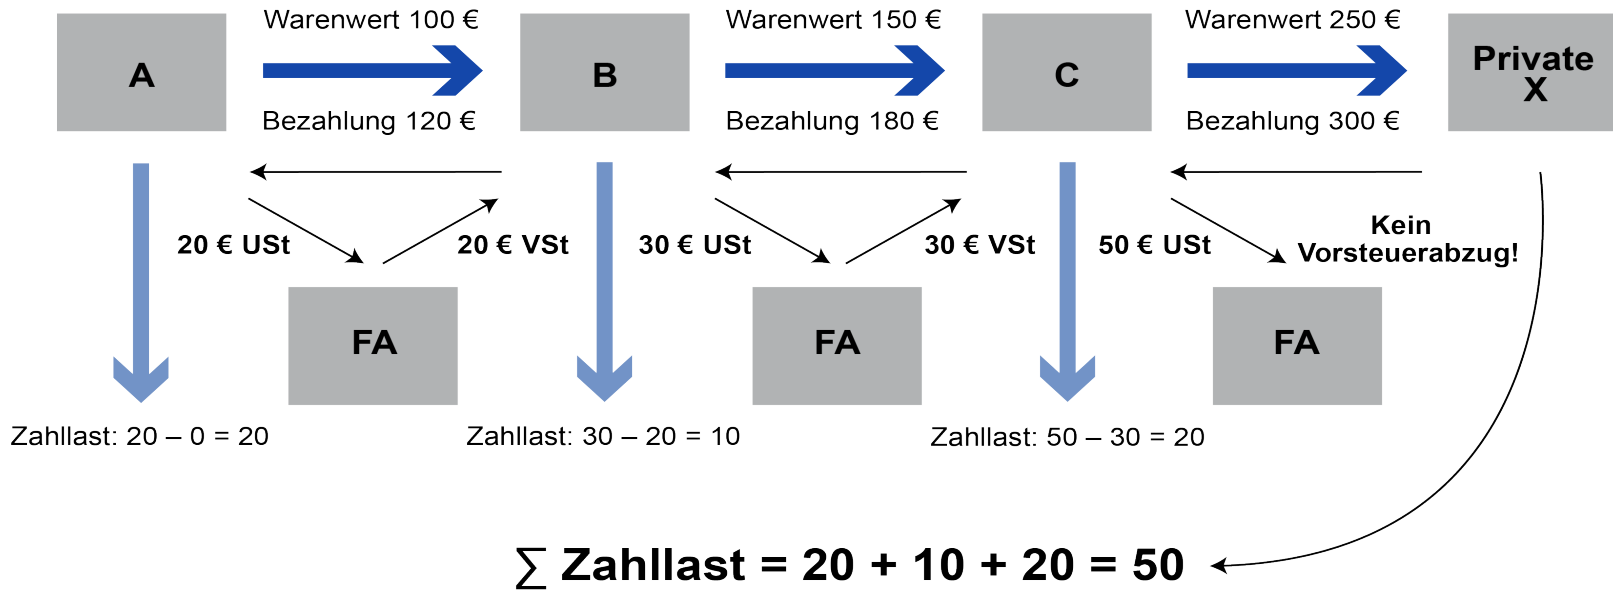 Warenwert 100 €
Warenwert 150 €
Warenwert 250 €
A
B
C
Private
X
Bezahlung 120 €
Bezahlung 180 €
Bezahlung 300 €
20 € USt
20 € VSt
30 € USt
30 € VSt
50 € USt
Kein
Vorsteuerabzug!
FA
FA
FA
Zahllast: 20 – 0 = 20
Zahllast: 30 – 20 = 10
Zahllast: 50 – 30 = 20
∑ Zahllast = 20 + 10 + 20 = 50